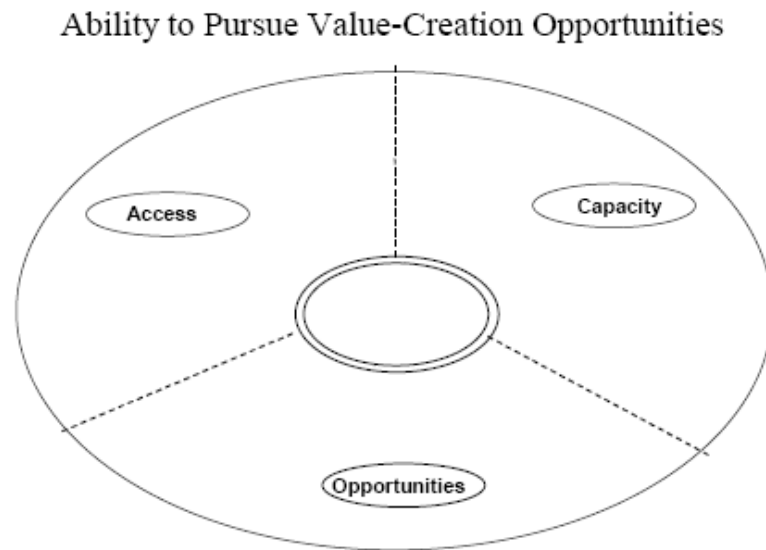 Ability to Pursue Value-Creation Opportunities
Access
Capacity
Opportunities